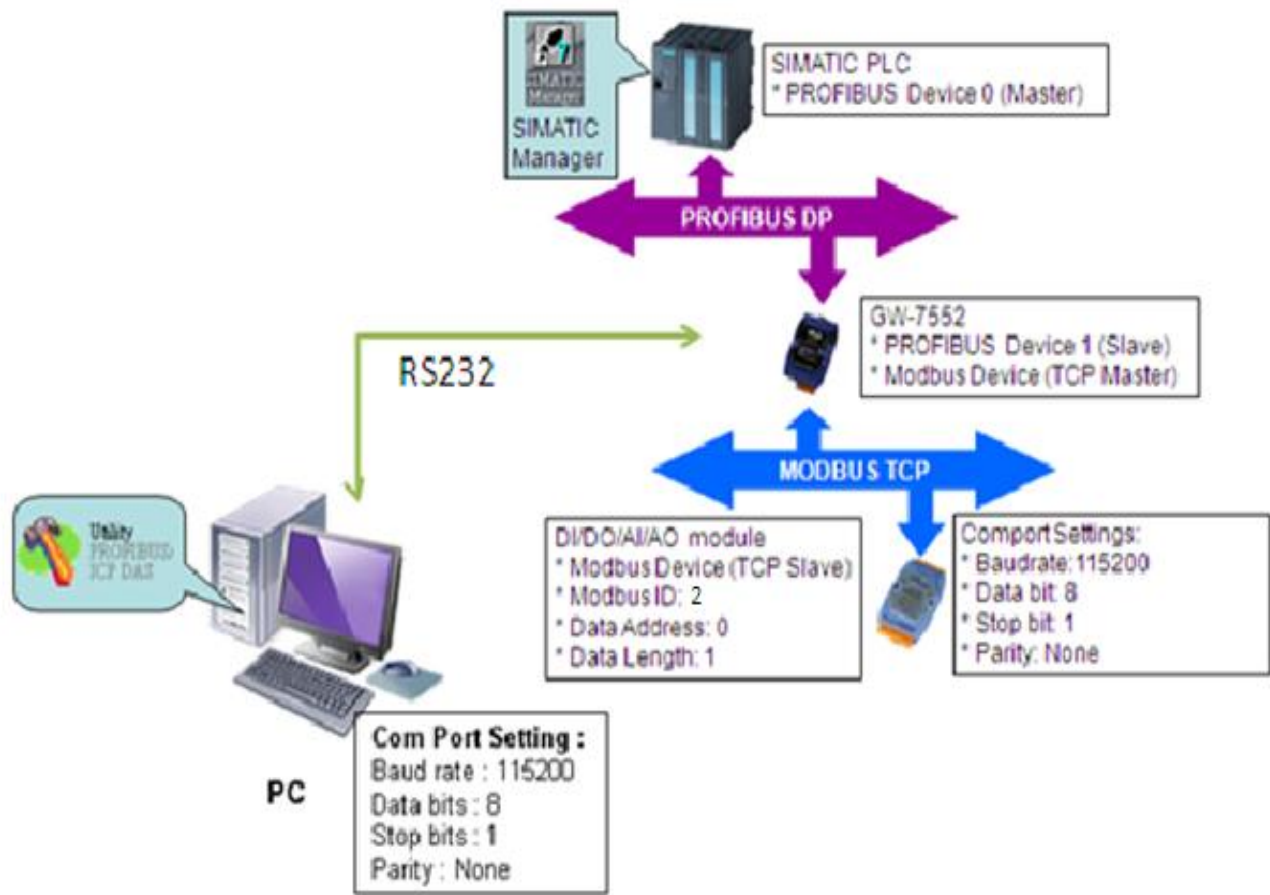 SIMATIC
Manager
SIMATIC
Manager
SIMATIC PLC
* PROFIBUS Device 0 (Master)
PROFIBUS DP
GW-7552
* PROFIBUS Device 1 (Slave)
* Modbus Device (TCP Master)
RS232
MODBUS TCP
Utility
PROFIBUS
ICP DAS
DI/DO/AI/AO module
* Modbus Device (TCP Slave)
* Modbus ID: 2
* Data Address: 0
* Data Length: 1
Comport Settings:
* Baudrate: 115200
* Data bit: 8
* Stop bit: 1
* Parity: None
PC
Com Port Setting :
Baud rate : 115200
Data bits : 8
Stop bits : 1
Parity : None